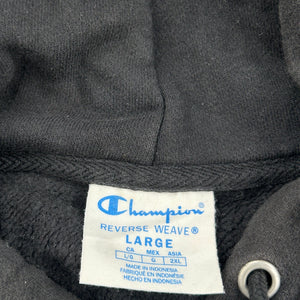 Champion
REVERSE WEAVE®
LARGE
CA MEX ASIA
L/G G 2XL
MADE IN INDONESIA
FABRIQUÉ EN INDONÉSIE
HECHO EN INDONESIA